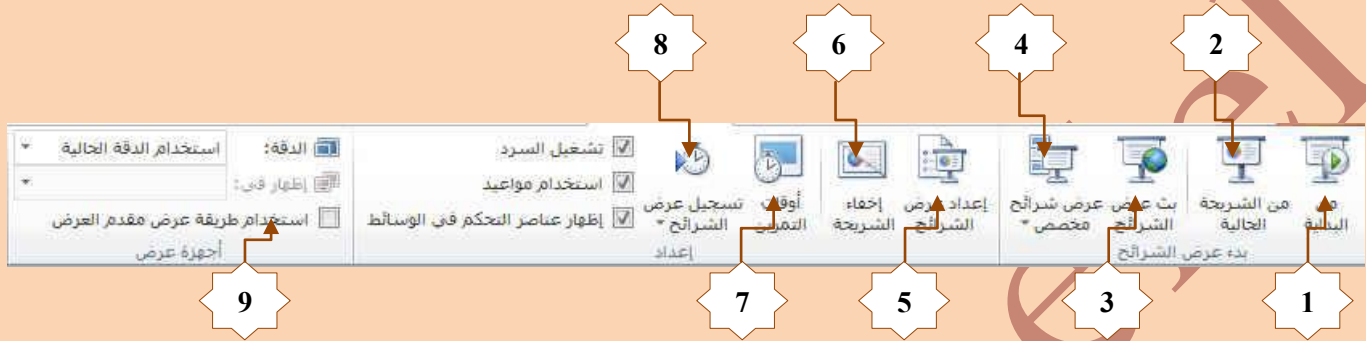 8
6
4
2
من البداية
من الشريحة الحالية
بث عرض الشرائح
عرض شرائح مخصص
بدء عرض الشرائح
إعداد عرض الشرائح
إخفاء الشريحة
أوقات التمرين
تسجيل عرض الشرائح
تشغيل السرد
استخدام مواعيد
إظهار عناصر التحكم في الوسائط
إعداد
الدقة: استخدام الدقة الحالية
إظهار في:
استخدام طريقة عرض مقدم العرض
أجهزة عرض
9
7
5
3
1